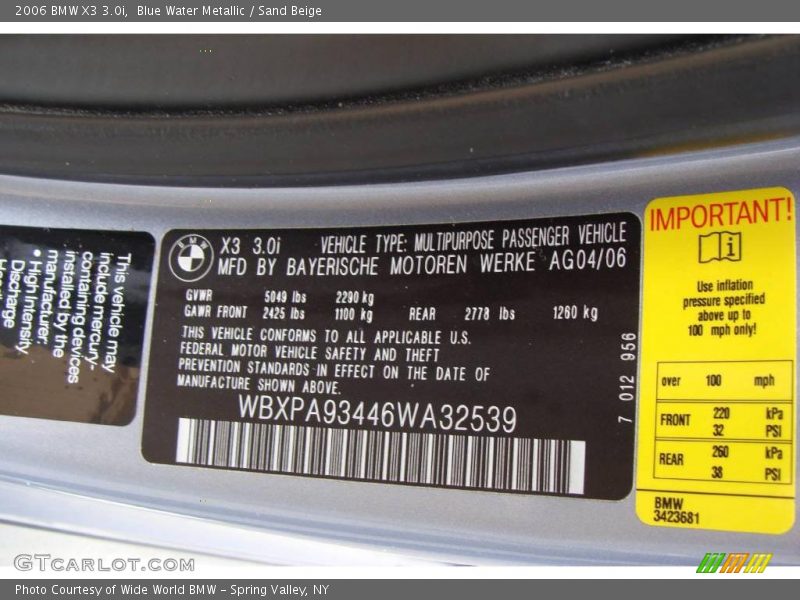 2006 BMW X3 3.0i, Blue Water Metallic / Sand Beige
This vehicle may
include mercury-
containing devices
installed by the
manufacturer:
• High Intensity
Discharge
BMW
X3 3.0i VEHICLE TYPE: MULTIPURPOSE PASSENGER VEHICLE
MFD BY BAYERISCHE MOTOREN WERKE AG04/06
GVWR 5049 lbs 2290 kg
GAWR FRONT 2425 lbs 1100 kg REAR 2778 lbs 1260 kg
THIS VEHICLE CONFORMS TO ALL APPLICABLE U.S.
FEDERAL MOTOR VEHICLE SAFETY AND THEFT
PREVENTION STANDARDS IN EFFECT ON THE DATE OF
MANUFACTURE SHOWN ABOVE.
WBXPA93446WA32539
7 012 956
IMPORTANT!
Use inflation
pressure specified
above up to
100 mph only!
over 100 mph
FRONT 220 kPa
32 PSI
REAR 260 kPa
38 PSI
BMW
3423681
GTCARLOT.COM
Photo Courtesy of Wide World BMW - Spring Valley, NY